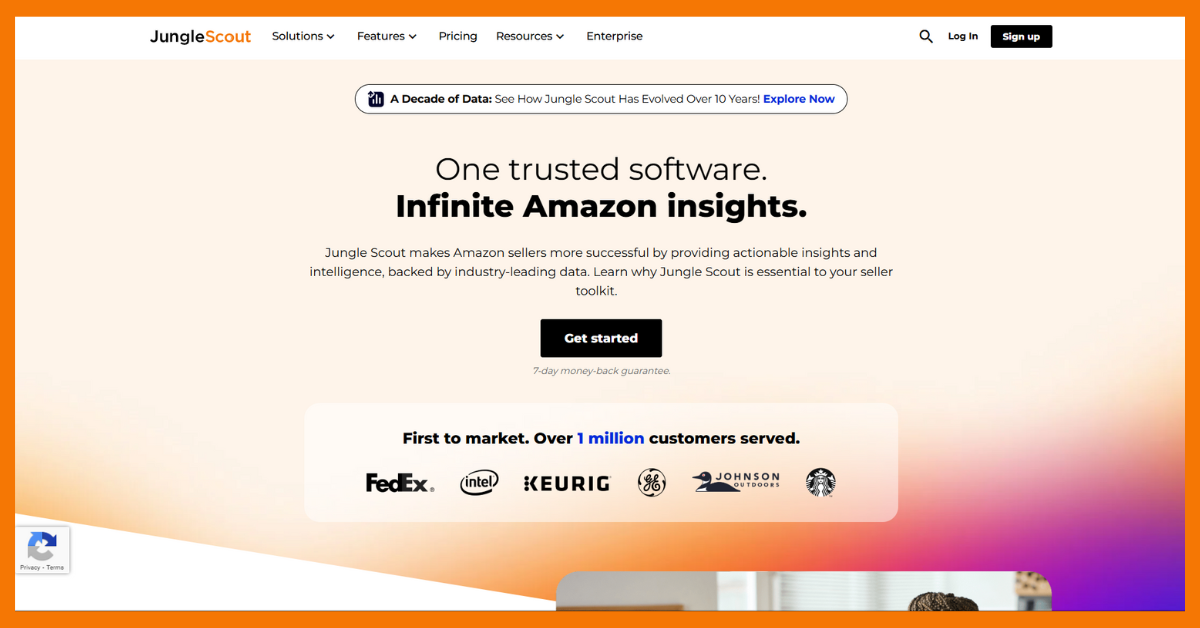 JungleScout Solutions Features Pricing Resources Enterprise Log In Sign up
A Decade of Data: See How Jungle Scout Has Evolved Over 10 Years! Explore Now
One trusted software.
Infinite Amazon insights.
Jungle Scout makes Amazon sellers more successful by providing actionable insights and
intelligence, backed by industry-leading data. Learn why Jungle Scout is essential to your seller
toolkit.
Get started
7-day money-back guarantee.
First to market. Over 1 million customers served.
FedEx® intel KEURIG GE JOHNSON
OUTDOORS
Privacy - Terms